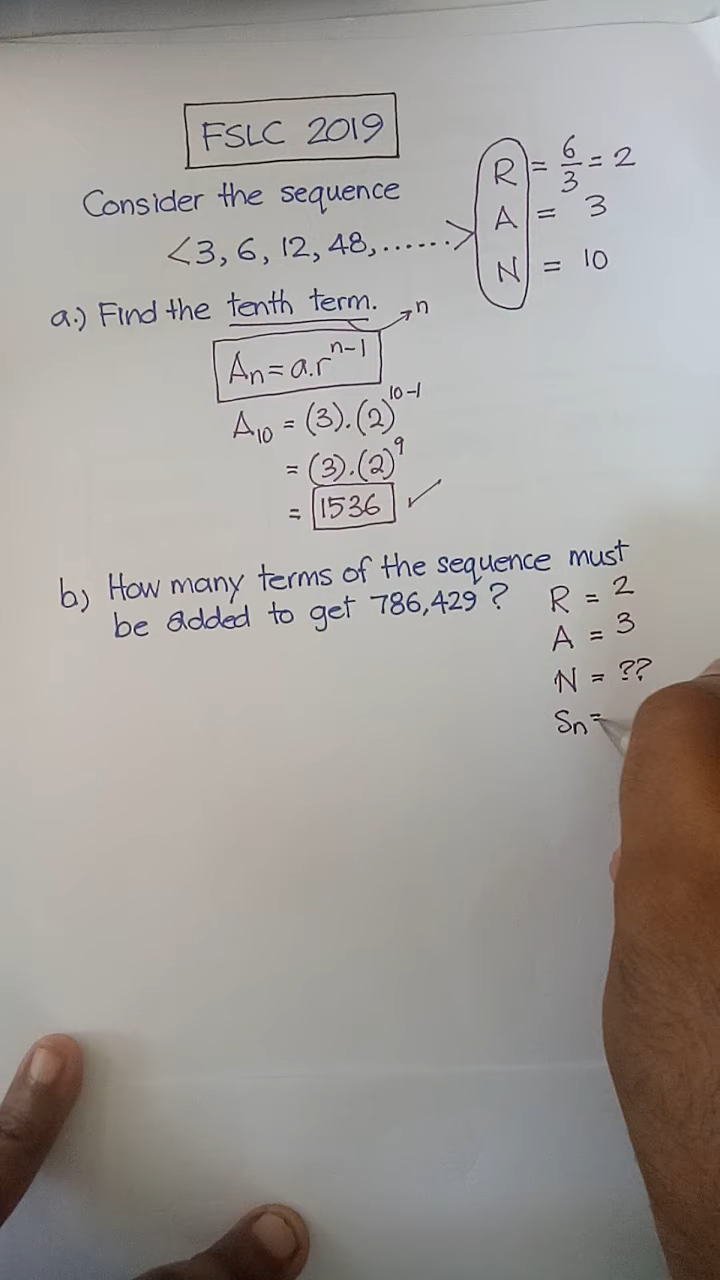 FSLC 2019
Consider the sequence
<3, 6, 12, 48,......>
R = 6/3 = 2
A = 3
N = 10
a.) Find the tenth term.
n
An = a.r^n-1
A10 = (3).(2)^10-1
= (3).(2)^9
= 1536 ✓
b) How many terms of the sequence must
be added to get 786,429 ?
R = 2
A = 3
N = ??
Sn =